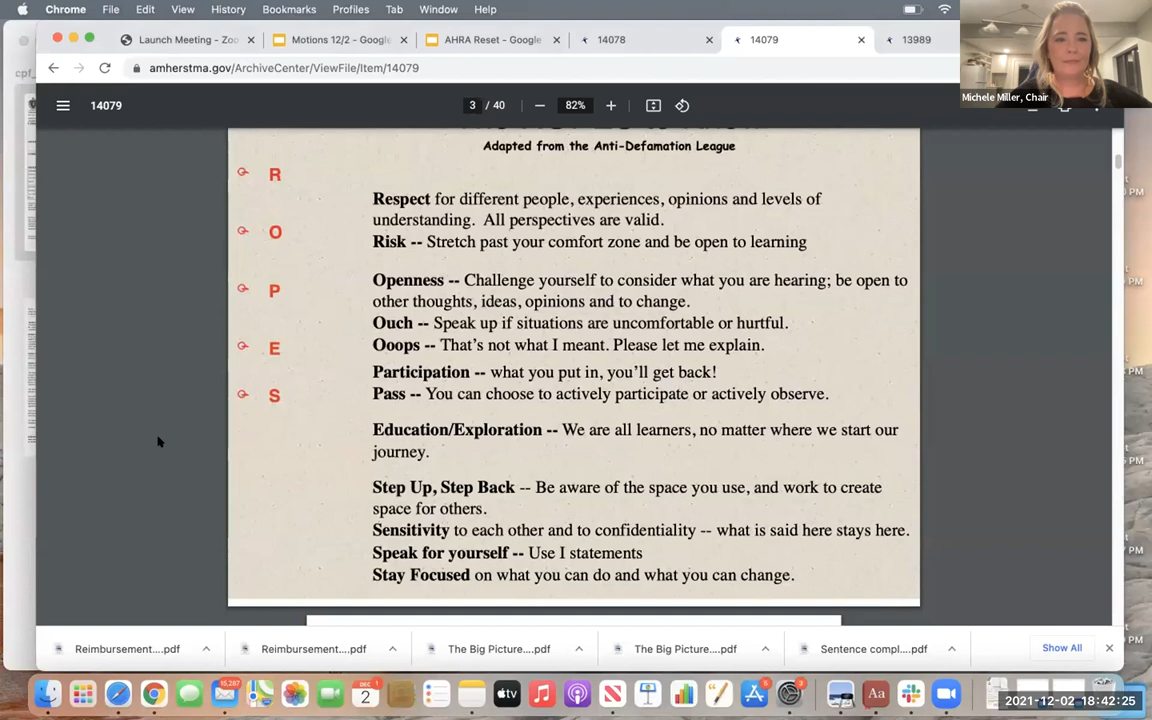 Chrome File Edit View History Bookmarks Profiles Tab Window Help
Launch Meeting - Zoo
Motions 12/2 - Google
AHRA Reset - Google
14078
14079
13989
amherstma.gov/ArchiveCenter/ViewFile/Item/14079
Michele Miller, Chair
14079
3 / 40
82%
Adapted from the Anti-Defamation League
R
Respect for different people, experiences, opinions and levels of
understanding. All perspectives are valid.
O
Risk -- Stretch past your comfort zone and be open to learning
Openness -- Challenge yourself to consider what you are hearing; be open to
P
other thoughts, ideas, opinions and to change.
Ouch -- Speak up if situations are uncomfortable or hurtful.
E
Ooops -- That's not what I meant. Please let me explain.
Participation -- what you put in, you'll get back!
S
Pass -- You can choose to actively participate or actively observe.
Education/Exploration -- We are all learners, no matter where we start our
journey.
Step Up, Step Back -- Be aware of the space you use, and work to create
space for others.
Sensitivity to each other and to confidentiality -- what is said here stays here.
Speak for yourself -- Use I statements
Stay Focused on what you can do and what you can change.
Reimbursement....pdf
Reimbursement....pdf
The Big Picture....pdf
The Big Picture....pdf
Sentence compl....pdf
Show All
15,287
DEC
2
tv
Aa
2021-12-02 18:42:25